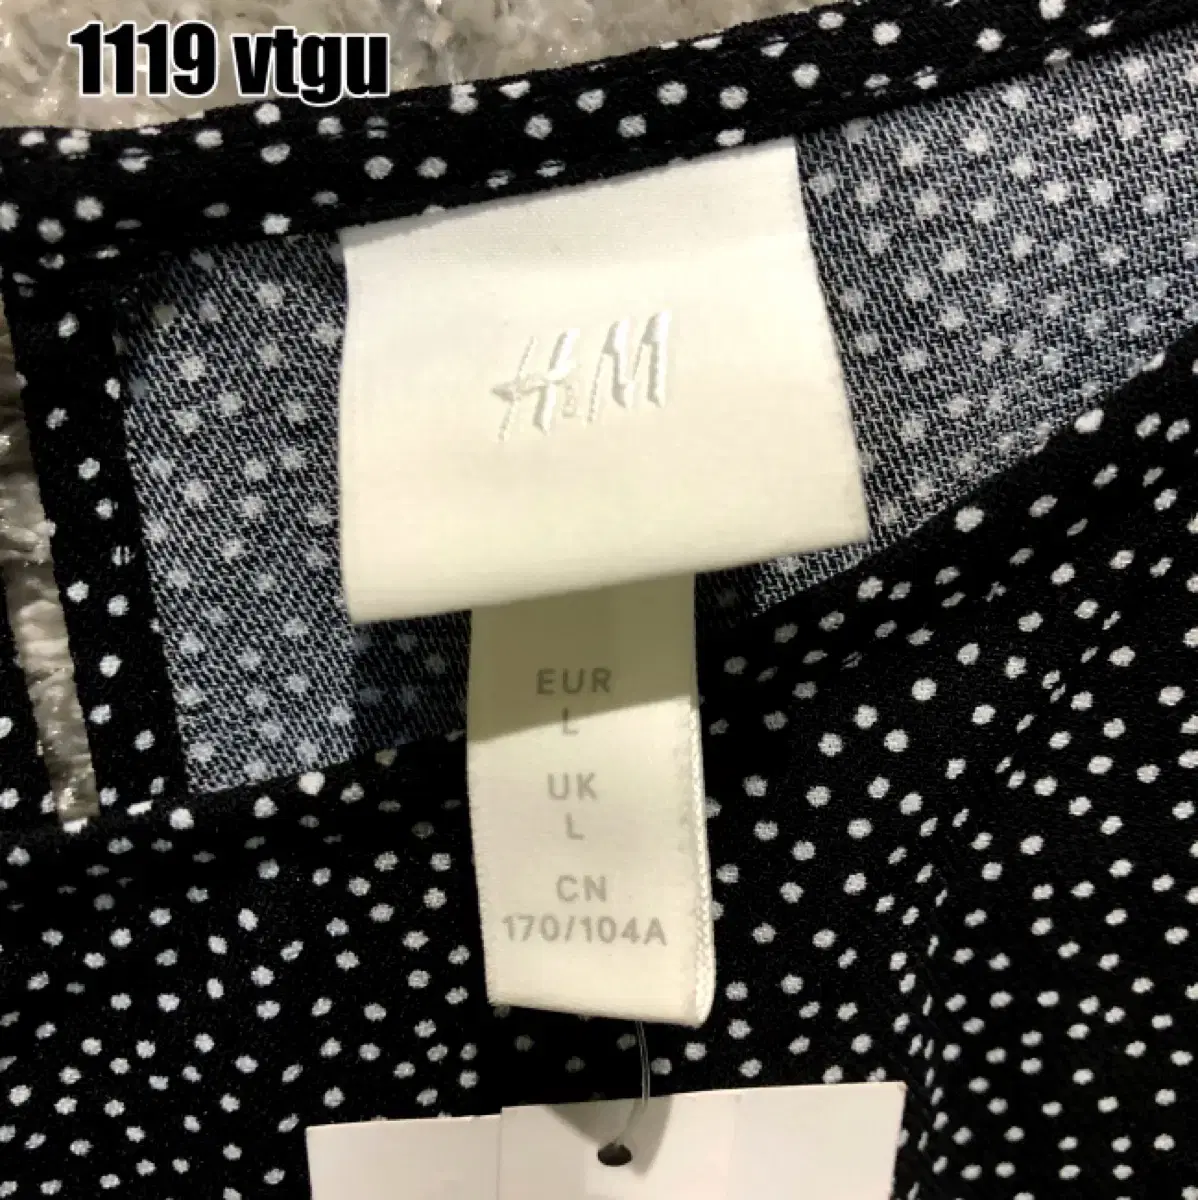 1119 vtgu
H&M
EUR
L
UK
L
CN
170/104A